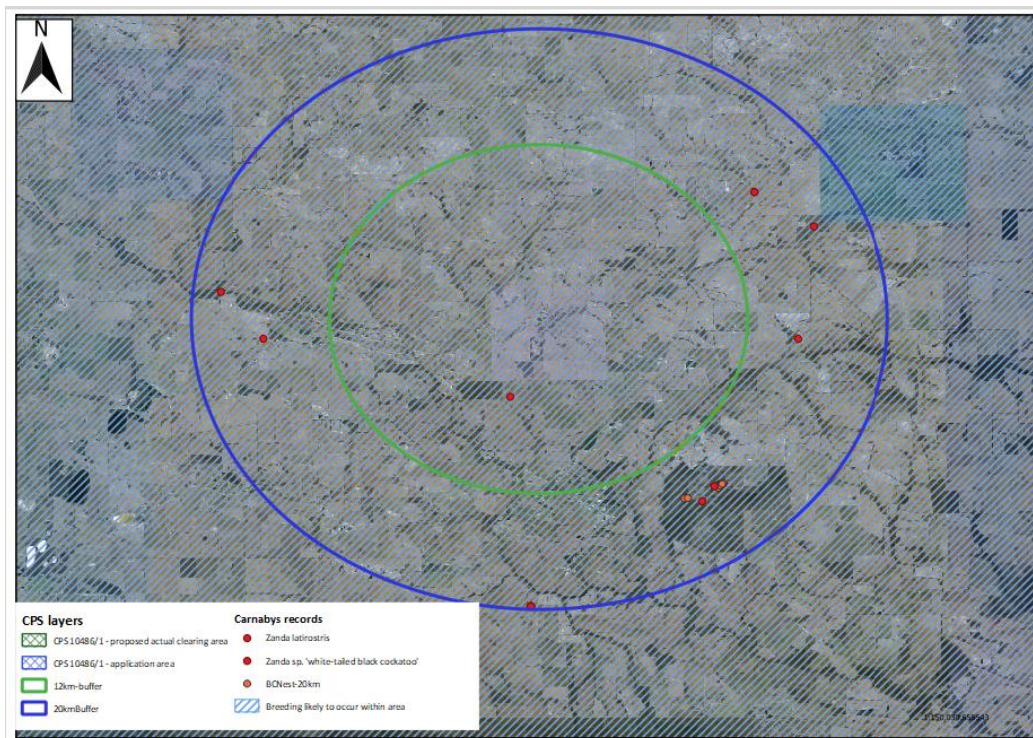 N
CPS layers
CPS 10486/1 - proposed actual clearing area
CPS 10486/1 - application area
12km-buffer
20kmBuffer
Carnabys records
Zanda latirostris
Zanda sp. 'white-tailed black cockatoo'
BCNest-20km
Breeding likely to occur within area